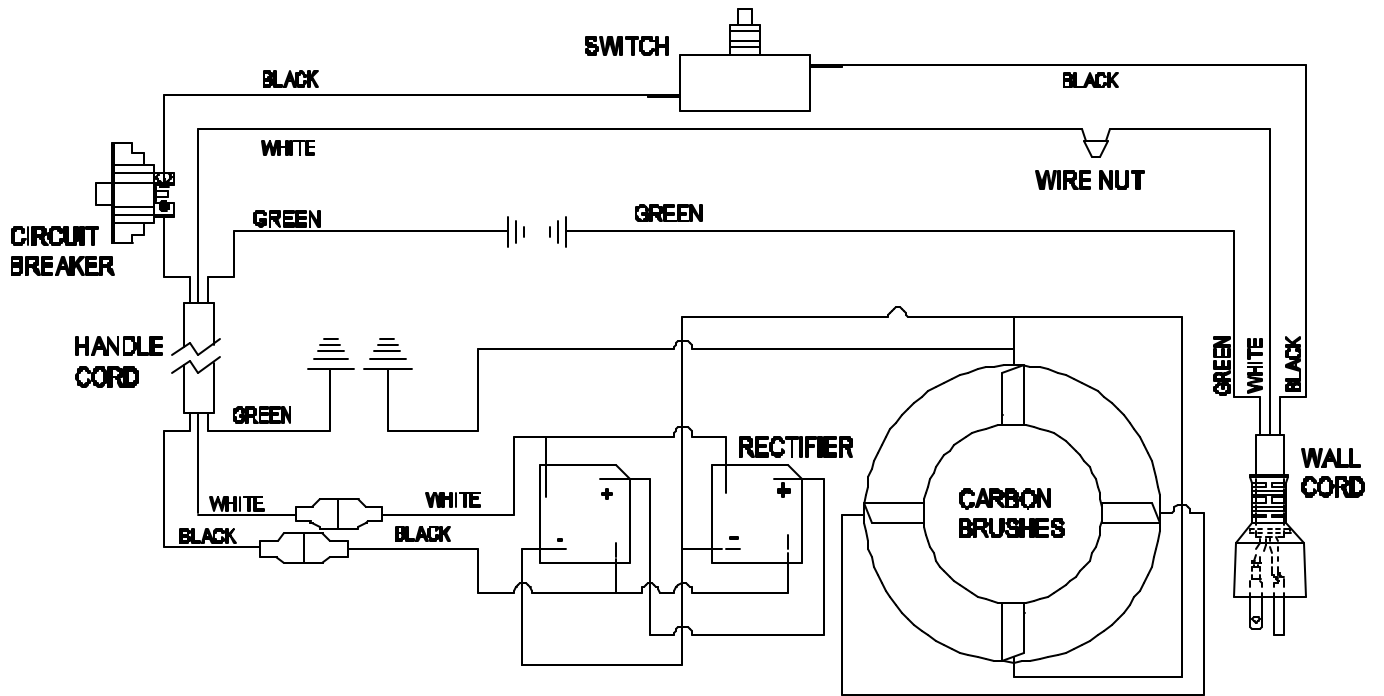 SWITCH
BLACK
BLACK
WHITE
WIRE NUT
GREEN
GREEN
CIRCUIT
BREAKER
HANDLE
CORD
GREEN
WHITE
BLACK
GREEN
RECTIFIER
WALL
CORD
+
+
WHITE
WHITE
CARBON
BRUSHES
BLACK
BLACK
-
-